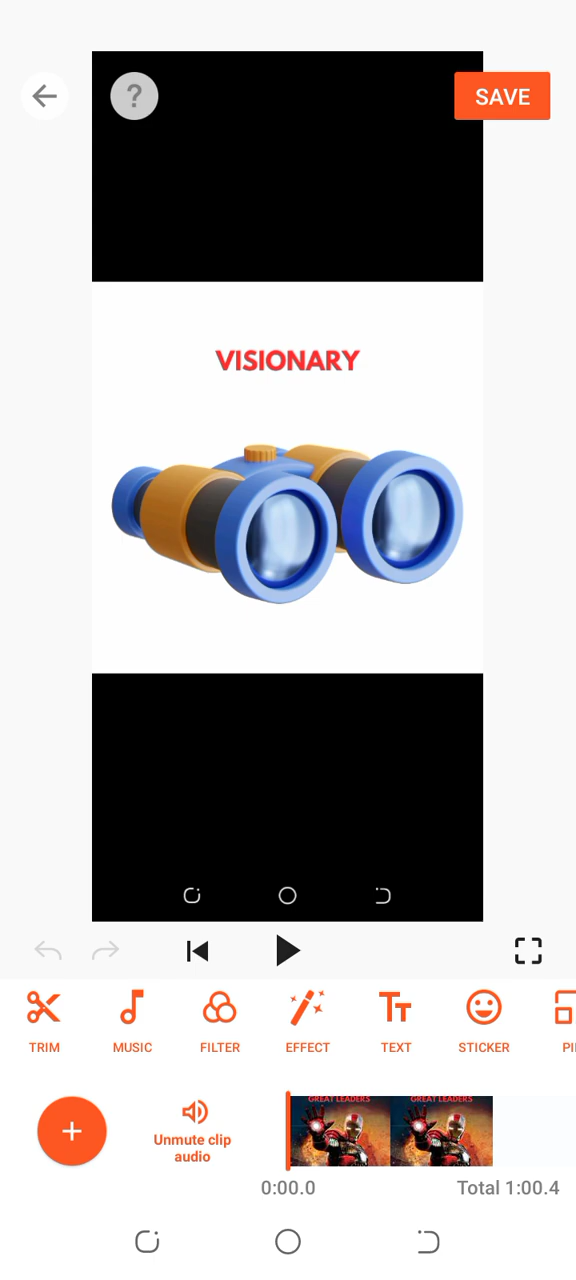 ?
SAVE
VISIONARY
TRIM MUSIC FILTER EFFECT TEXT STICKER PI
Unmute clip
audio
GREAT LEADERS GREAT LEADERS
0:00.0 Total 1:00.4